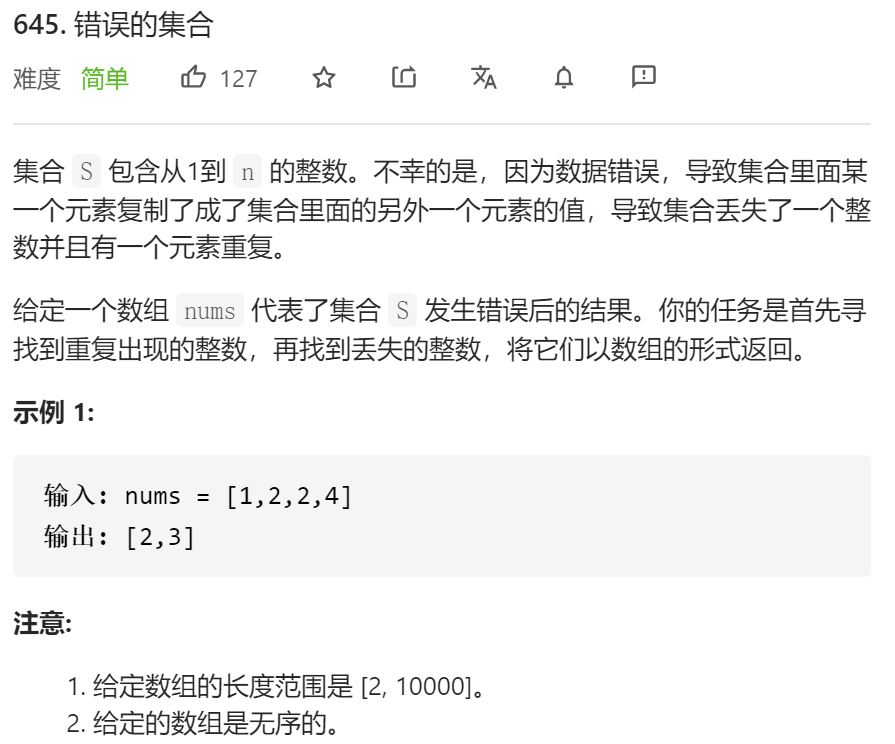 645. 错误的集合
难度 简单 127
集合 S 包含从1到 n 的整数。不幸的是，因为数据错误，导致集合里面某
一个元素复制了成了集合里面的另外一个元素的值，导致集合丢失了一个整
数并且有一个元素重复。
给定一个数组 nums 代表了集合 S 发生错误后的结果。你的任务是首先寻
找到重复出现的整数，再找到丢失的整数，将它们以数组的形式返回。
示例 1:
输入: nums = [1,2,2,4]
输出: [2,3]
注意:
1. 给定数组的长度范围是 [2, 10000]。
2. 给定的数组是无序的。